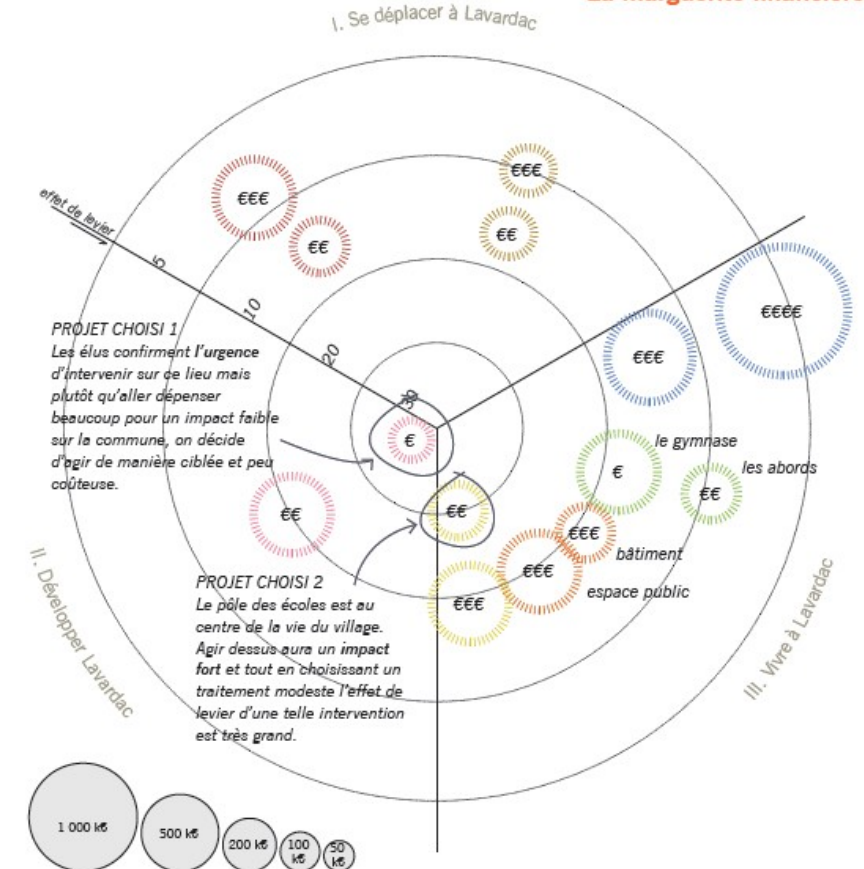 I. Se déplacer à Lavardac
€€€
€€€
€€
€€
effet de levier
5
10
20
30
€€€€
€€€
PROJET CHOISI 1
Les élus confirment l'urgence
d'intervenir sur ce lieu mais
plutôt qu'aller dépenser
beaucoup pour un impact faible
sur la commune, on décide
d'agir de manière ciblée et peu
coûteuse.
€
le gymnase
€
les abords
€€
€€
€€
€€€
bâtiment
€€€
espace public
€€€
PROJET CHOISI 2
Le pôle des écoles est au
centre de la vie du village.
Agir dessus aura un impact
fort et tout en choisissant un
traitement modeste l'effet de
levier d'une telle intervention
est très grand.
II. Développer Lavardac
III. Vivre à Lavardac
1 000 k€
500 k€
200 k€
100
k€
50
k€